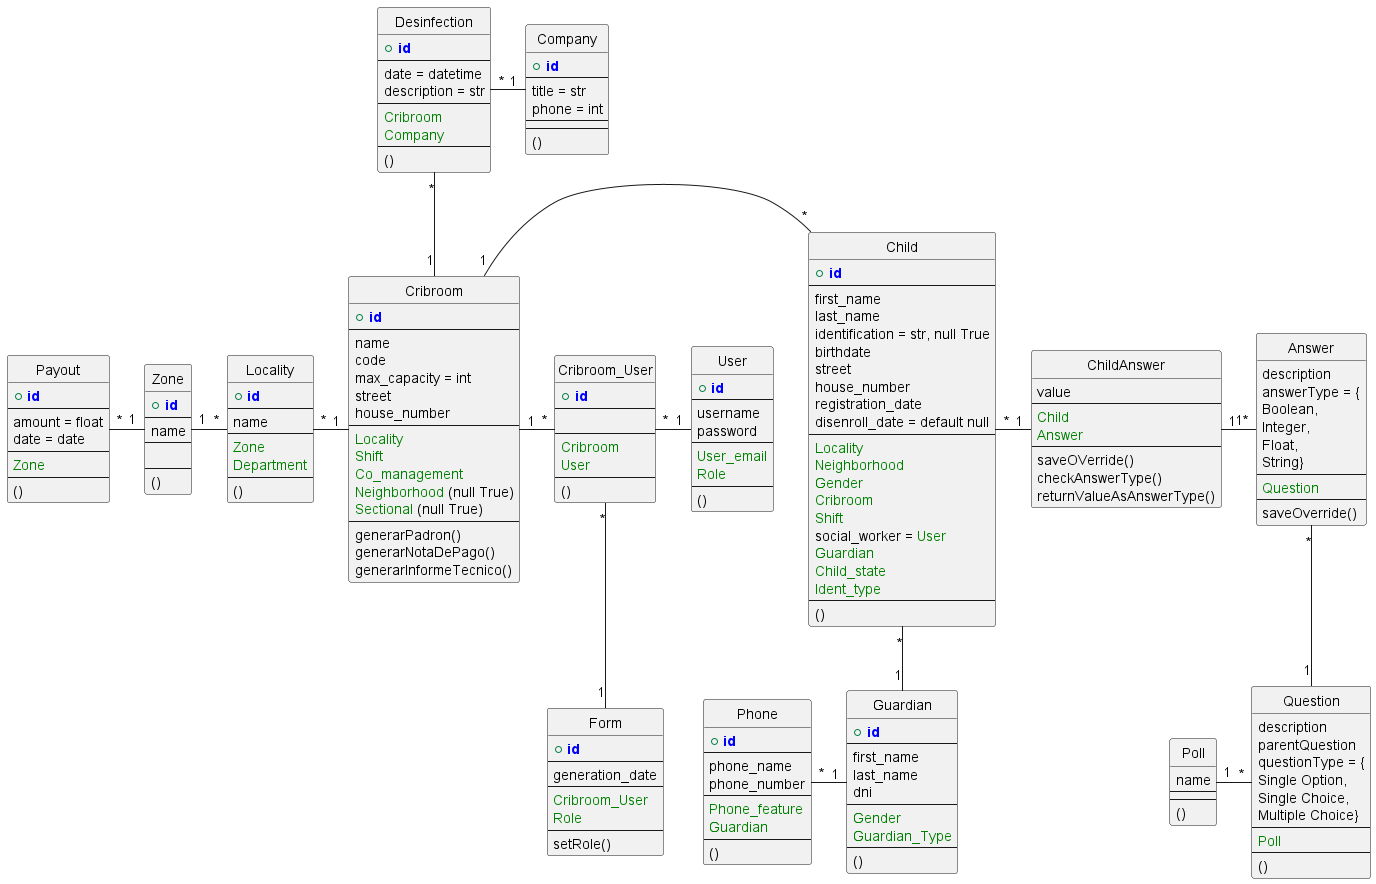 Desinfection
id
date = datetime
description = str
Cribroom
Company
()
* 1
Company
id
title = str
phone = int
()
*
1
1
*
Payout
id
amount = float
date = date
Zone
()
* 1
Zone
id
name
()
1 *
Locality
id
name
Zone
Department
()
* 1
Cribroom
id
name
code
max_capacity = int
street
house_number
Locality
Shift
Co_management
Neighborhood (null True)
Sectional (null True)
generarPadron()
generarNotaDePago()
generarInformeTecnico()
1 *
Cribroom_User
id
Cribroom
User
()
* 1
User
id
username
password
User_email
Role
()
Child
id
first_name
last_name
identification = str, null True
birthdate
street
house_number
registration_date
disenroll_date = default null
Locality
Neighborhood
Gender
Cribroom
Shift
social_worker = User
Guardian
Child_state
Ident_type
()
* 1
ChildAnswer
value
Child
Answer
saveOVerride()
checkAnswerType()
returnValueAsAnswerType()
11*
Answer
description
answerType = {
Boolean,
Integer,
Float,
String}
Question
saveOverride()
*
1
*
1
*
1
Form
id
generation_date
Cribroom_User
Role
setRole()
Phone
id
phone_name
phone_number
Phone_feature
Guardian
()
* 1
Guardian
id
first_name
last_name
dni
Gender
Guardian_Type
()
Poll
name
()
1 *
Question
description
parentQuestion
questionType = {
Single Option,
Single Choice,
Multiple Choice}
Poll
()